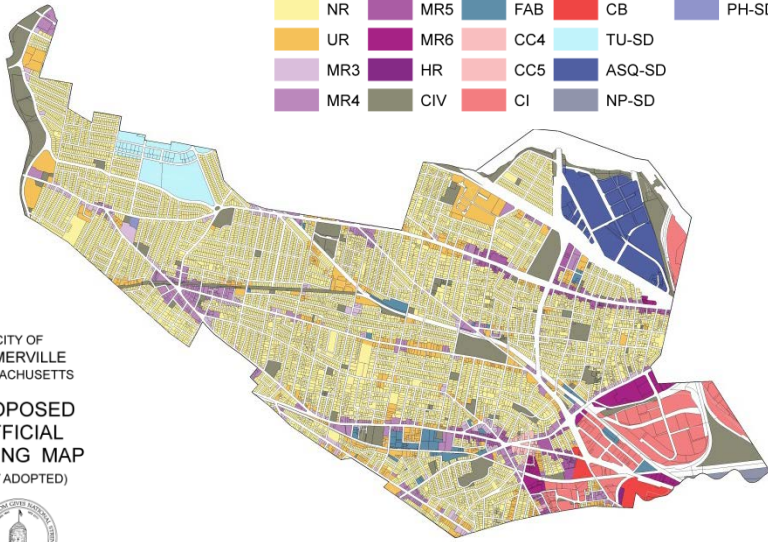 NR MR5 FAB CB PH-SD
UR MR6 CC4 TU-SD
MR3 HR CC5 ASQ-SD
MR4 CIV CI NP-SD
CITY OF
MERVILLE
ACHUSETTS
OPOSED
FFICIAL
NG MAP
ADOPTED)